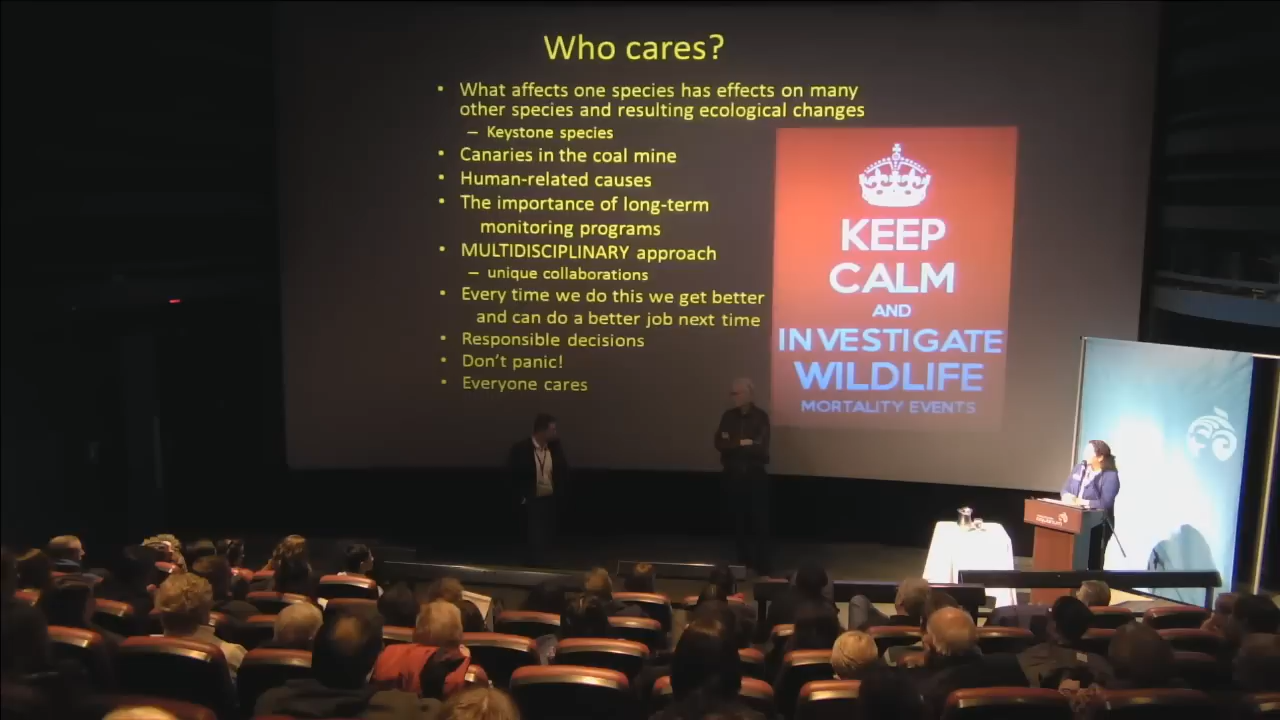 Who cares?
• What affects one species has effects on many
other species and resulting ecological changes
– Keystone species
• Canaries in the coal mine
• Human-related causes
• The importance of long-term
monitoring programs
• MULTIDISCIPLINARY approach
– unique collaborations
• Every time we do this we get better
and can do a better job next time
• Responsible decisions
• Don't panic!
• Everyone cares
KEEP
CALM
AND
INVESTIGATE
WILDLIFE
MORTALITY EVENTS